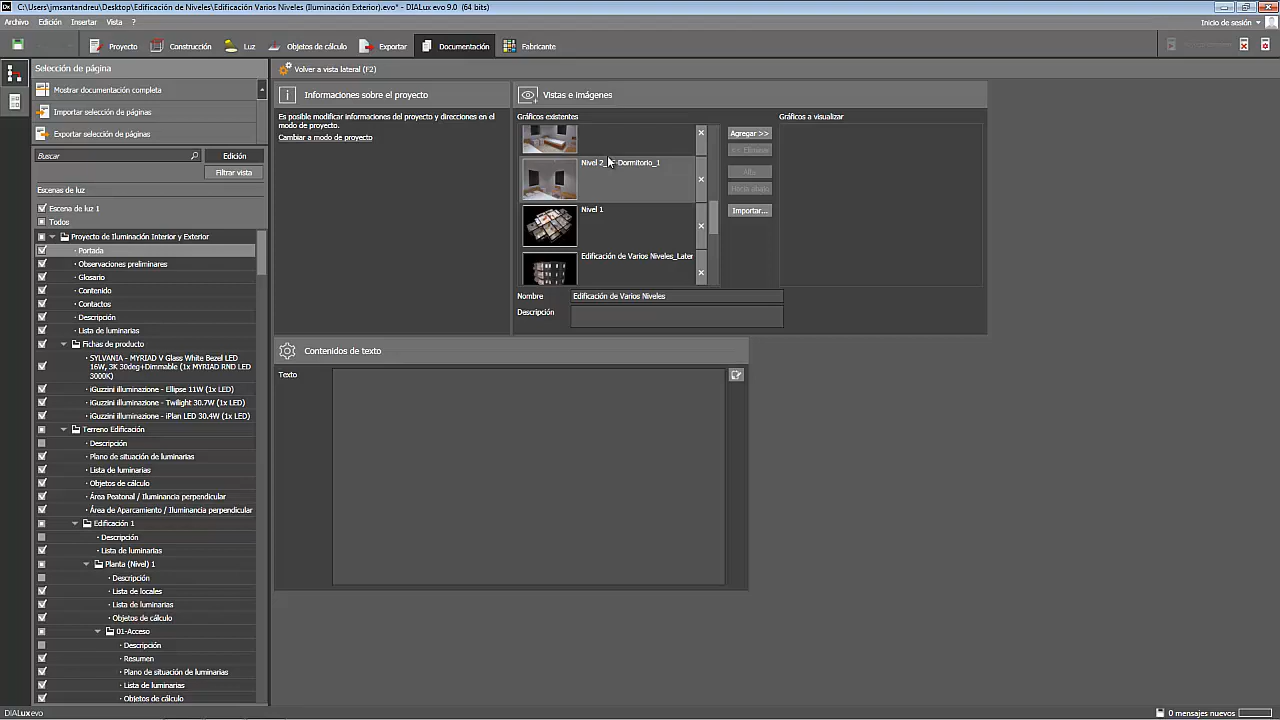 C:\Users\jmsantandreu\Desktop\Edificación de Niveles\Edificación Varios Niveles (Iluminación Exterior).evo* - DIALux evo 9.0 (64 bits)
Archivo Edición Insertar Vista ?
Inicio de sesión
Proyecto Construcción Luz Objetos de cálculo Exportar Documentación Fabricante
Selección de página
Volver a vista lateral (F2)
Mostrar documentación completa
Importar selección de páginas
Exportar selección de páginas
Buscar
Edición
Filtrar vista
Escenas de luz
Escena de luz 1
Todos
Proyecto de Iluminación Interior y Exterior
· Portada
· Observaciones preliminares
· Glosario
· Contenido
· Contactos
· Descripción
· Lista de luminarias
Fichas de producto
· SYLVANIA - MYRIAD V Glass White Bezel LED
16W, 3K 30deg+Dimmable (1x MYRIAD RND LED
3000K)
· iGuzzini illuminazione - Ellipse 11W (1x LED)
· iGuzzini illuminazione - Twilight 30.7W (1x LED)
· iGuzzini illuminazione - iPlan LED 30.4W (1x LED)
Terreno Edificación
· Descripción
· Plano de situación de luminarias
· Lista de luminarias
· Objetos de cálculo
· Área Peatonal / Iluminancia perpendicular
· Área de Aparcamiento / Iluminancia perpendicular
Edificación 1
· Descripción
· Lista de luminarias
Planta (Nivel) 1
· Descripción
· Lista de locales
· Lista de luminarias
· Objetos de cálculo
01-Acceso
· Descripción
· Resumen
· Plano de situación de luminarias
· Lista de luminarias
· Objetos de cálculo
Informaciones sobre el proyecto
Es posible modificar informaciones del proyecto y direcciones en el
modo de proyecto.
Cambiar a modo de proyecto
Vistas e imágenes
Gráficos existentes
Gráficos a visualizar
Nivel 2_ -Dormitorio_1
Nivel 1
Edificación de Varios Niveles_Later
Agregar >>
<< Eliminar
Alto
Hacia abajo
Importar...
Nombre
Edificación de Varios Niveles
Descripción
Contenidos de texto
Texto
DIALux evo
0 mensajes nuevos